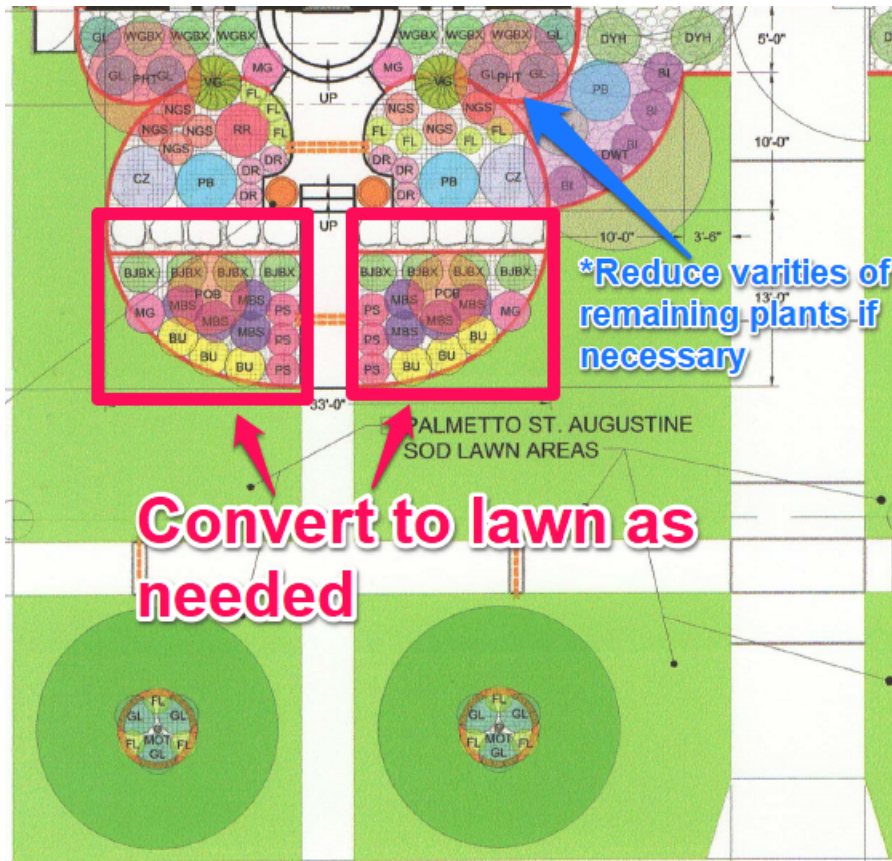 GL WGBX WGBX WGBX WGBX WGBX WGBX GL DYH DYH
5'-0"
GL PHT GL VG MG MG VG GL PHT GL PB BI
NGS FL UP NGS BI
NGS NGS RR FL FL NGS FL FL BI
NGS FL DR DR DWT 10'-0"
CZ PB DR DR PB CZ BI
DR DR
UP 10'-0" 3'-6"
BJBX BJBX BJBX BJBX BJBX BJBX BJBX BJBX
POB POB
MG MBS MBS PS PS MBS MBS MG
MBS MBS PS PS MBS MBS
BU BU BU PS PS BU BU BU
13'-0"
*Reduce varities of
remaining plants if
necessary
33'-0"
PALMETTO ST. AUGUSTINE
SOD LAWN AREAS
Convert to lawn as
needed
FL FL
GL GL GL GL
FL MOT FL FL MOT FL
GL GL